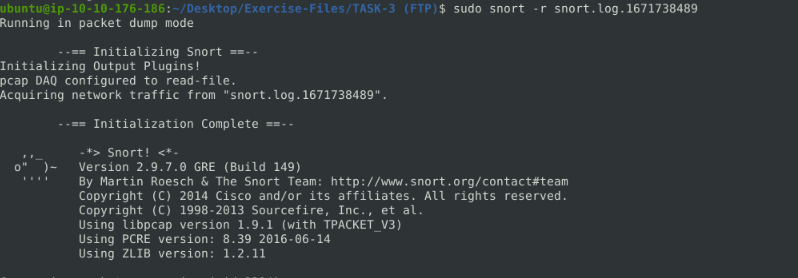 ubuntu@ip-10-10-176-186:~/Desktop/Exercise-Files/TASK-3 (FTP)$ sudo snort -r snort.log.1671738489
Running in packet dump mode
--== Initializing Snort ==--
Initializing Output Plugins!
pcap DAQ configured to read-file.
Acquiring network traffic from "snort.log.1671738489".
--== Initialization Complete ==--
,,_     -*> Snort! <*-
o"  )~   Version 2.9.7.0 GRE (Build 149)
''''    By Martin Roesch & The Snort Team: http://www.snort.org/contact#team
Copyright (C) 2014 Cisco and/or its affiliates. All rights reserved.
Copyright (C) 1998-2013 Sourcefire, Inc., et al.
Using libpcap version 1.9.1 (with TPACKET_V3)
Using PCRE version: 8.39 2016-06-14
Using ZLIB version: 1.2.11